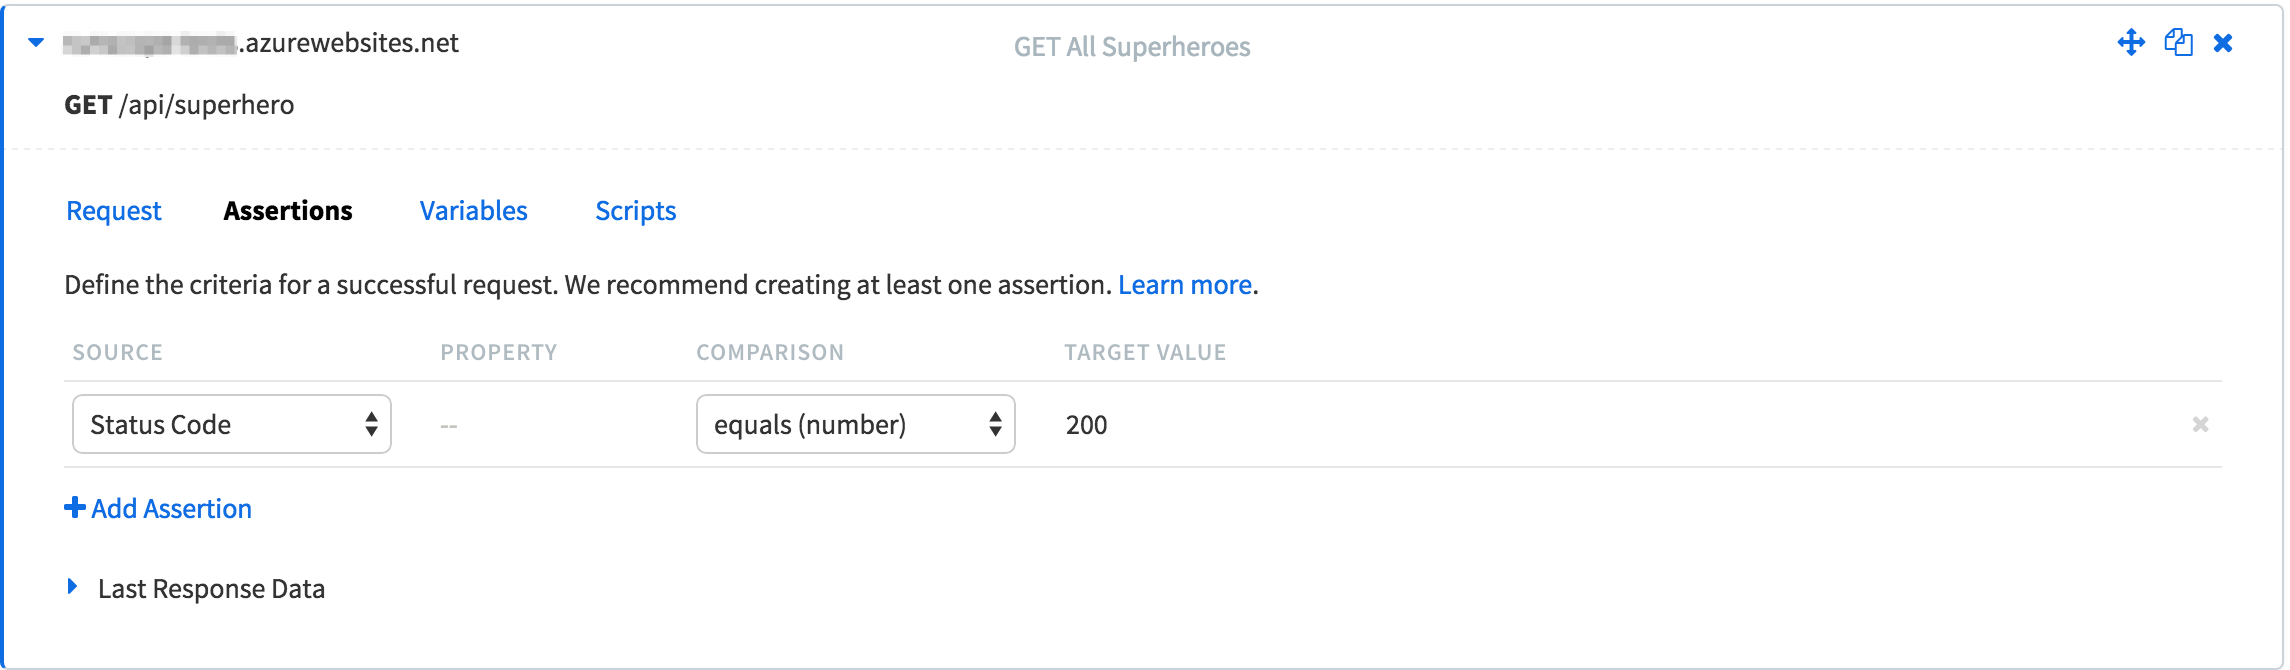 .azurewebsites.net
GET All Superheroes
GET /api/superhero
Request Assertions Variables Scripts
Define the criteria for a successful request. We recommend creating at least one assertion. Learn more.
SOURCE PROPERTY COMPARISON TARGET VALUE
Status Code -- equals (number) 200
Add Assertion
Last Response Data